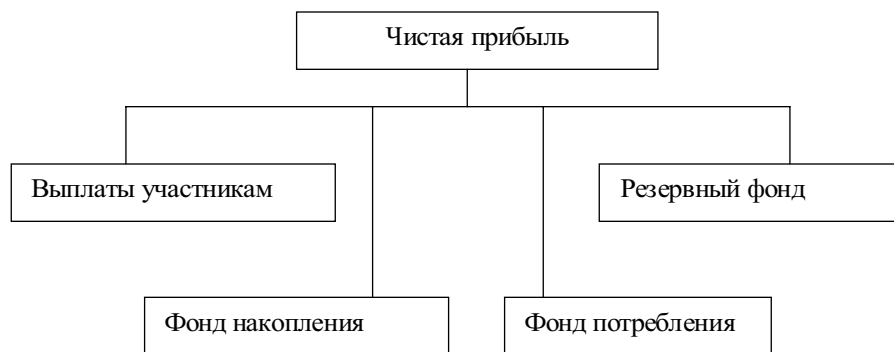 Чистая прибыль
Выплаты участникам
Резервный фонд
Фонд накопления
Фонд потребления